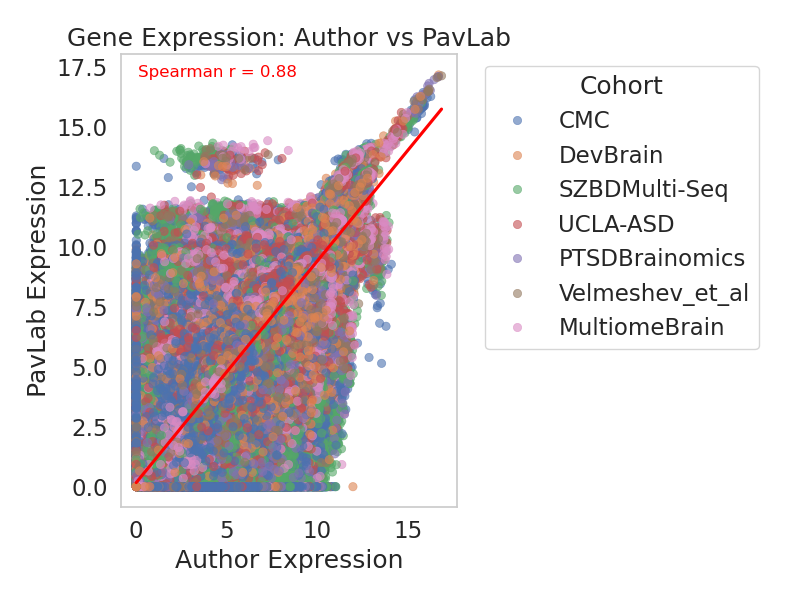 Gene Expression: Author vs PavLab
Spearman r = 0.88
17.5
15.0
12.5
10.0
7.5
5.0
2.5
0.0
PavLab Expression
0 5 10 15
Author Expression
Cohort
CMC
DevBrain
SZBDMulti-Seq
UCLA-ASD
PTSDBrainomics
Velmeshev_et_al
MultiomeBrain